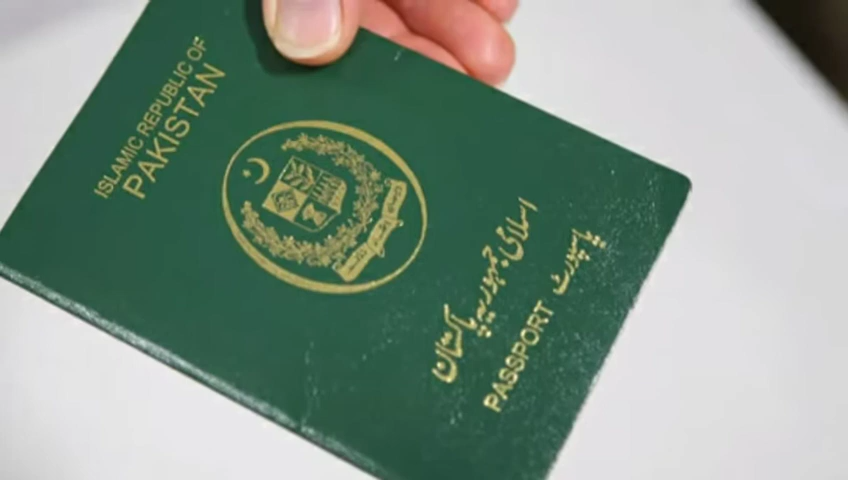 ISLAMIC REPUBLIC OF
PAKISTAN
اسلامی جمہوریہ پاکستان
پاسپورٹ
PASSPORT